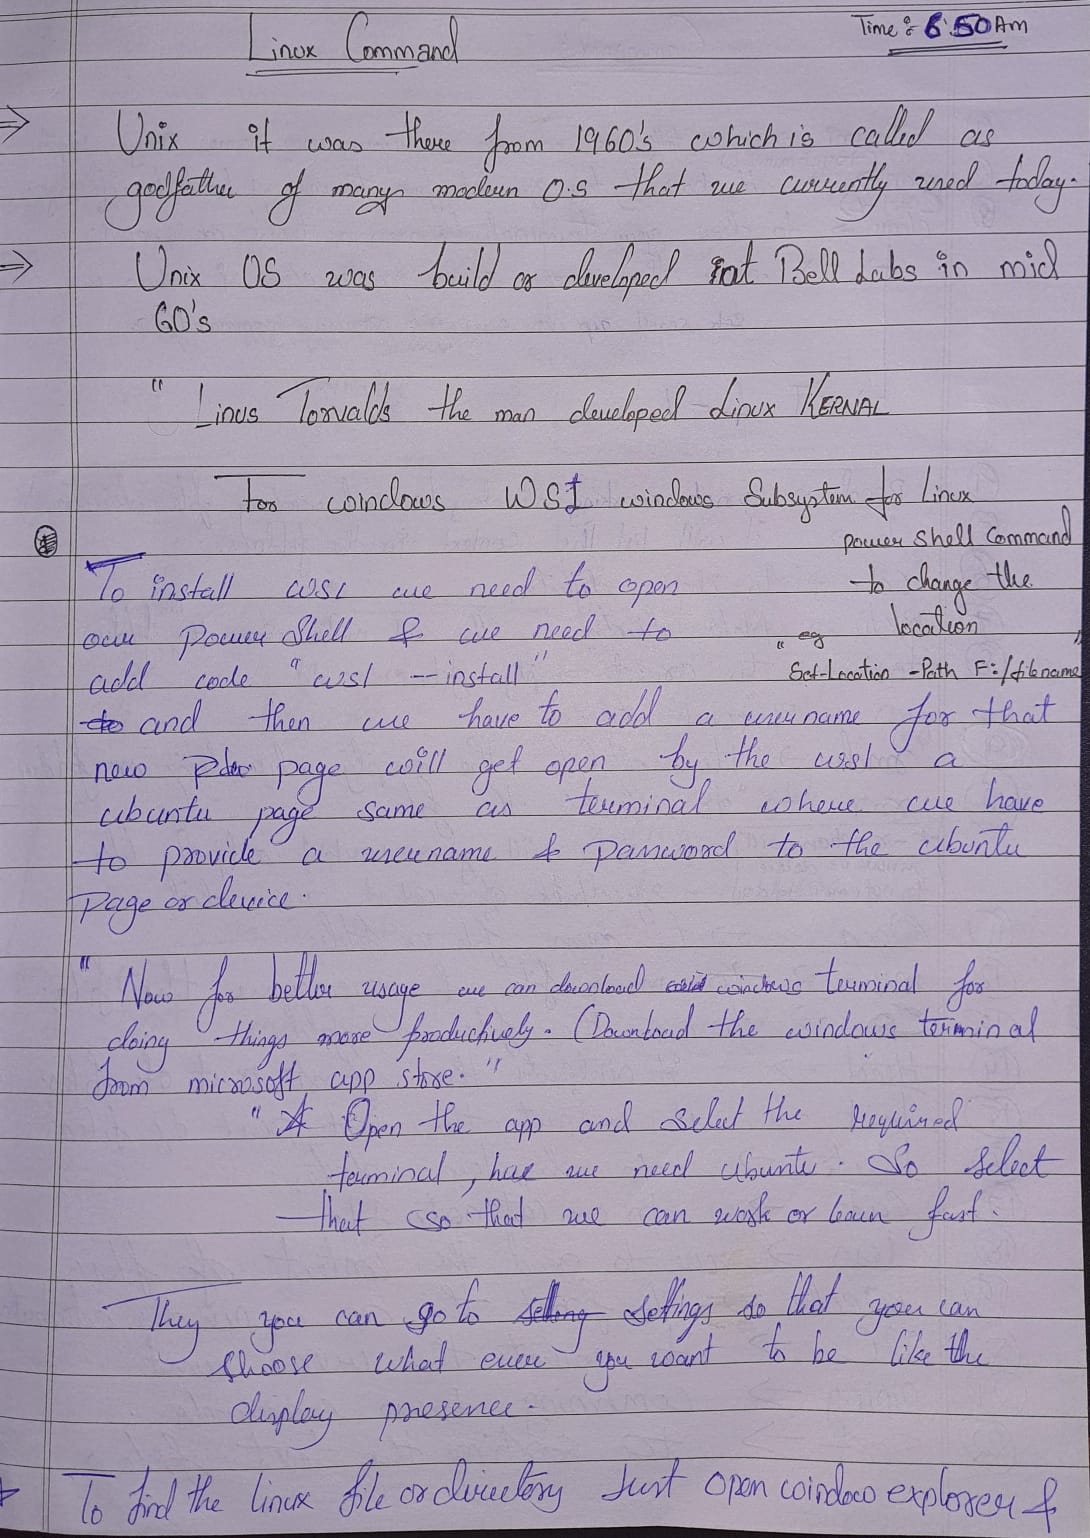 Linux Command
Time: 6:50 Am
⇒ Unix it was there from 1960's which is called as
godfather of many modern O.S that we currently used today.
⇒ Unix OS was build or developed at Bell Labs in mid
60's
" Linus Torvalds the man developed Linux KERNAL
For windows WSL windows Subsystem for Linux
power shell Command
to change the
location
" eg
Set-Location -Path F:/filename "
To install WSL we need to open
our Power Shell & we need to
add code "wsl --install"
and then we have to add a username for that
new page will get open by the wsl a
ubuntu page same as terminal where we have
to provide a username & Password to the ubuntu
Page or device.
" Now for better usage we can download windows terminal for
doing things more productively. (Download the windows terminal
from microsoft app store. "
" Open the app and select the required
terminal, hear we need ubuntu. So select
that so that we can work or learn fast.
They you can go to settings so that you can
choose what ever you want to be like the
display presence.
To find the linux file or directory Just open window explorer &